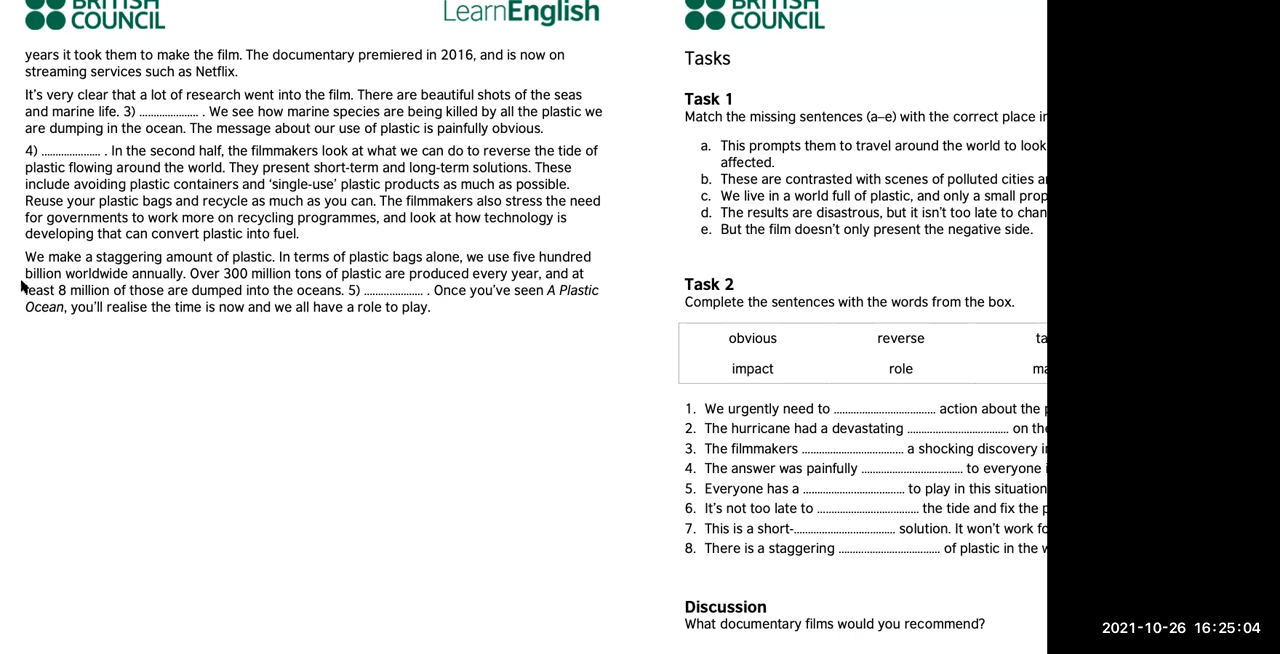 BRITISH
COUNCIL
LearnEnglish
years it took them to make the film. The documentary premiered in 2016, and is now on
streaming services such as Netflix.
It's very clear that a lot of research went into the film. There are beautiful shots of the seas
and marine life. 3) ..................... . We see how marine species are being killed by all the plastic we
are dumping in the ocean. The message about our use of plastic is painfully obvious.
4) ..................... . In the second half, the filmmakers look at what we can do to reverse the tide of
plastic flowing around the world. They present short-term and long-term solutions. These
include avoiding plastic containers and ‘single-use’ plastic products as much as possible.
Reuse your plastic bags and recycle as much as you can. The filmmakers also stress the need
for governments to work more on recycling programmes, and look at how technology is
developing that can convert plastic into fuel.
We make a staggering amount of plastic. In terms of plastic bags alone, we use five hundred
billion worldwide annually. Over 300 million tons of plastic are produced every year, and at
least 8 million of those are dumped into the oceans. 5) ..................... . Once you've seen A Plastic
Ocean, you'll realise the time is now and we all have a role to play.
BRITISH
COUNCIL
Tasks
Task 1
Match the missing sentences (a–e) with the correct place
a. This prompts them to travel around the world to look
affected.
b. These are contrasted with scenes of polluted cities
c. We live in a world full of plastic, and only a small
d. The results are disastrous, but it isn't too late to
e. But the film doesn't only present the negative side.
Task 2
Complete the sentences with the words from the box.
obvious reverse
impact role
1. We urgently need to .................................... action about the
2. The hurricane had a devastating .................................... on
3. The filmmakers .................................... a shocking discovery
4. The answer was painfully .................................... to everyone
5. Everyone has a .................................... to play in this situation
6. It's not too late to .................................... the tide and fix the
7. This is a short-.................................... solution. It won't work
8. There is a staggering .................................... of plastic in the
Discussion
What documentary films would you recommend?
2021-10-26 16:25:04